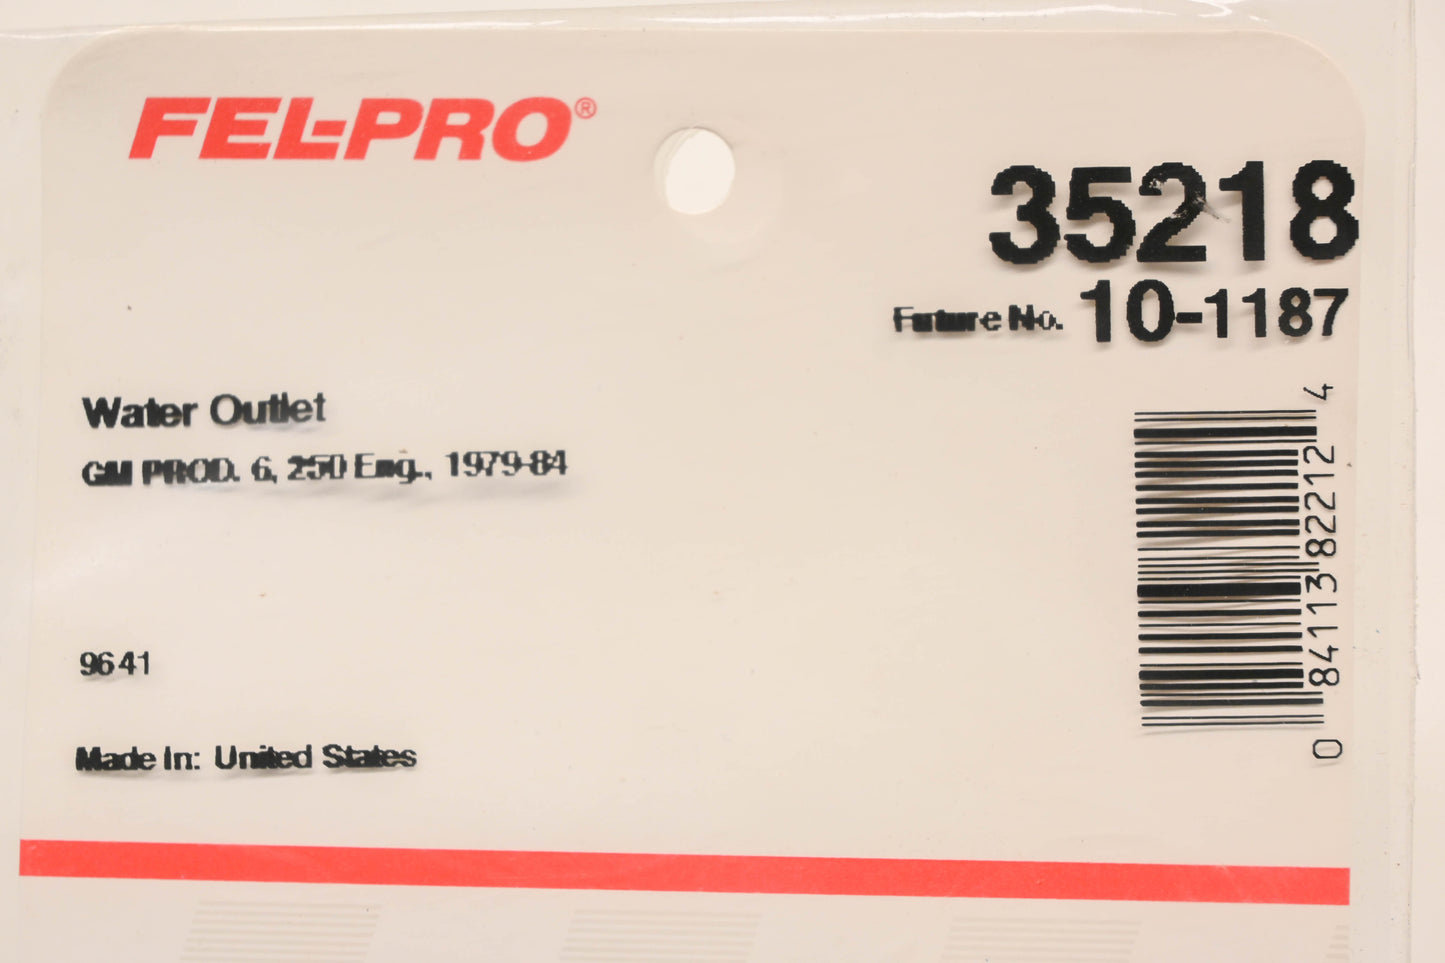 FEL-PRO®
35218
Future No. 10-1187
Water Outlet
GM PROD. 6, 250 Eng., 1979-84
9641
Made In: United States
0 84113 82212 4